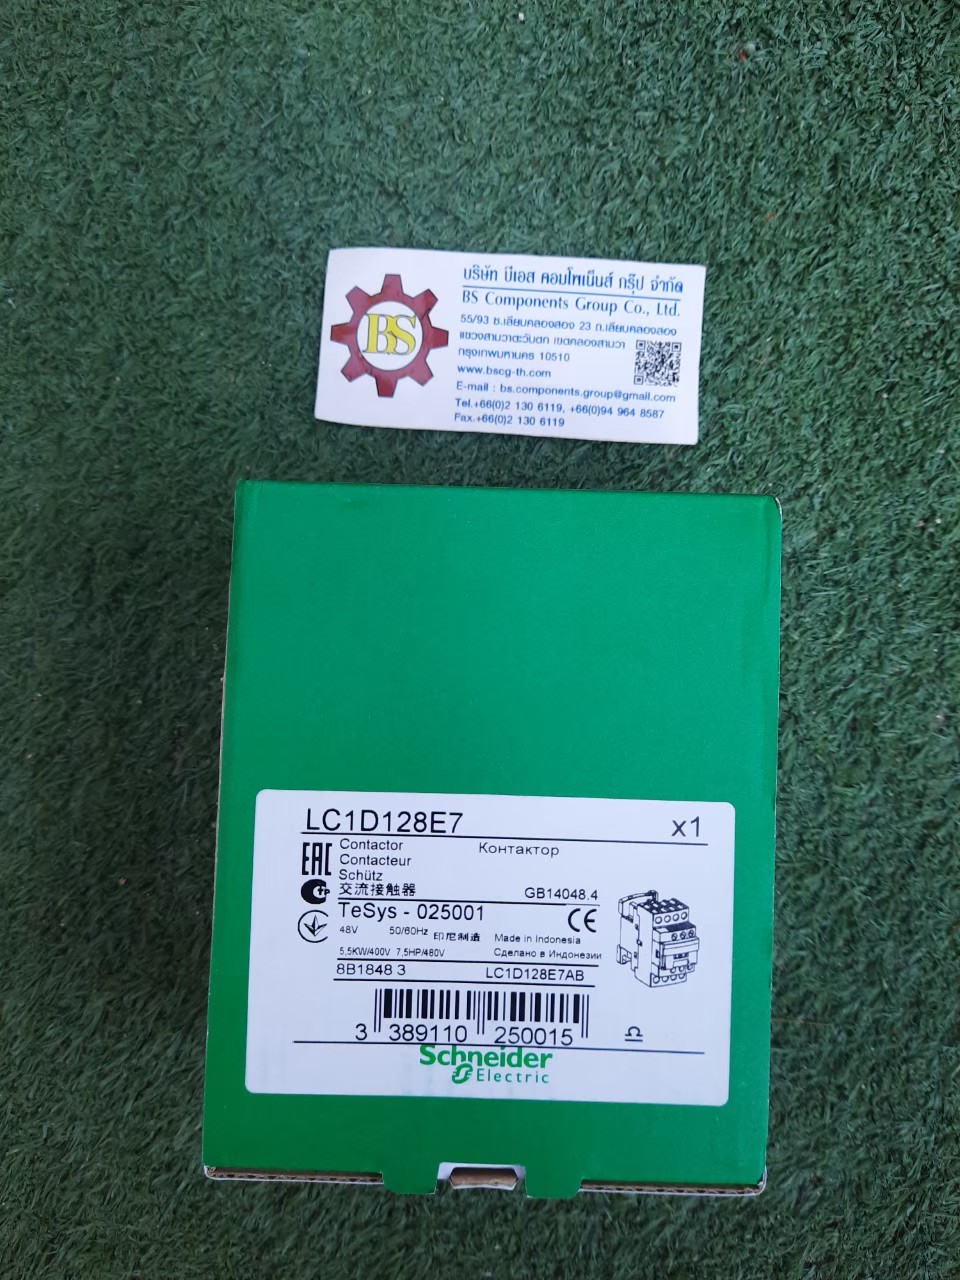 BS
บริษัท บีเอส คอมโพเน็นส์ กรุ๊ป จำกัด
BS Components Group Co., Ltd.
55/93 ซ.เลียบคลองสอง 23 ถ.เลียบคลองสอง
แขวงสามวาตะวันตก เขตคลองสามวา
กรุงเทพมหานคร 10510
www.bscg-th.com
E-mail : bs.components.group@gmail.com
Tel.+66(0)2 130 6119, +66(0)94 964 8587
Fax.+66(0)2 130 6119
LC1D128E7 x1
EAC
Contactor Контактор
Contacteur
Schütz
交流接触器 GB14048.4
TeSys - 025001 CE
48V 50/60Hz 印尼制造 Made in Indonesia
5,5KW/400V 7,5HP/480V Сделано в Индонезии
8B1848 3 LC1D128E7AB
3 389110 250015
Schneider
Electric